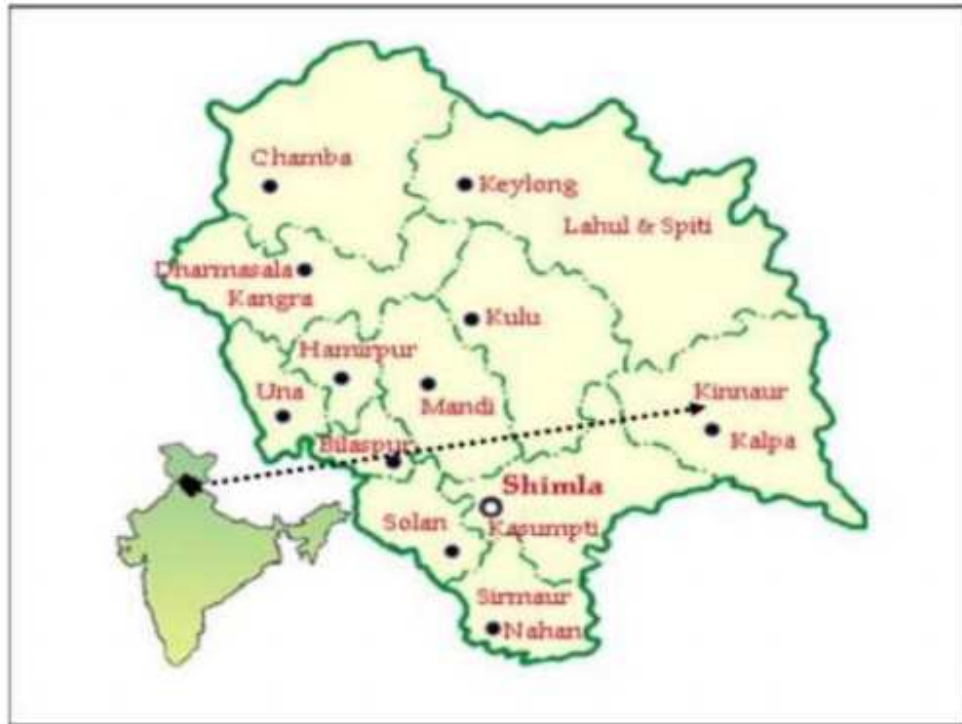 Chamba
Keylong
Lahul & Spiti
Dharmasala
Kangra
Kulu
Hamirpur
Una
Mandi
Kinnaur
Kalpa
Bilaspur
Shimla
Solan
Kasumpti
Sirmaur
Nahan